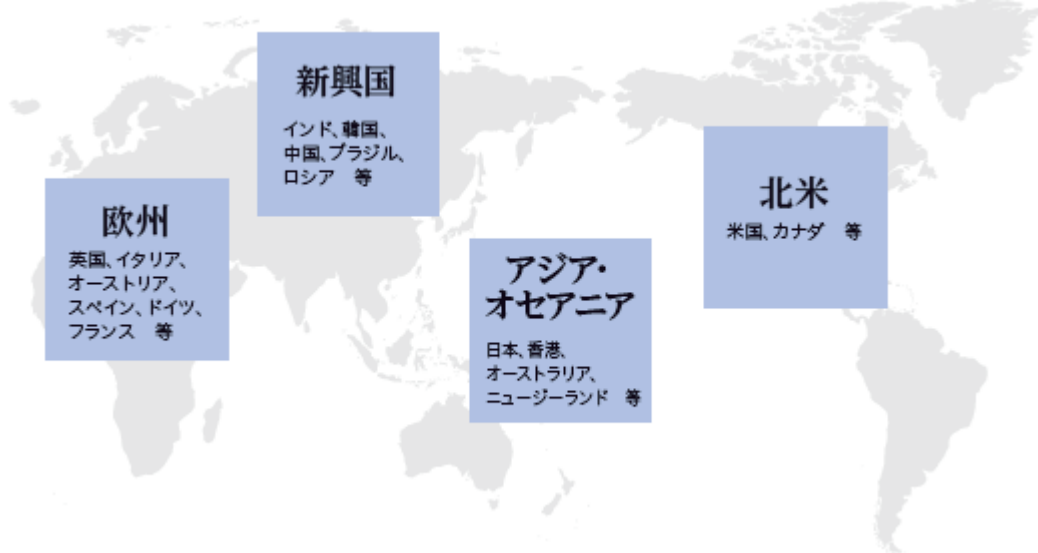 新興国
インド、韓国、
中国、ブラジル、
ロシア　等
欧州
英国、イタリア、
オーストリア、
スペイン、ドイツ、
フランス　等
アジア・
オセアニア
日本、香港、
オーストラリア、
ニュージーランド　等
北米
米国、カナダ　等